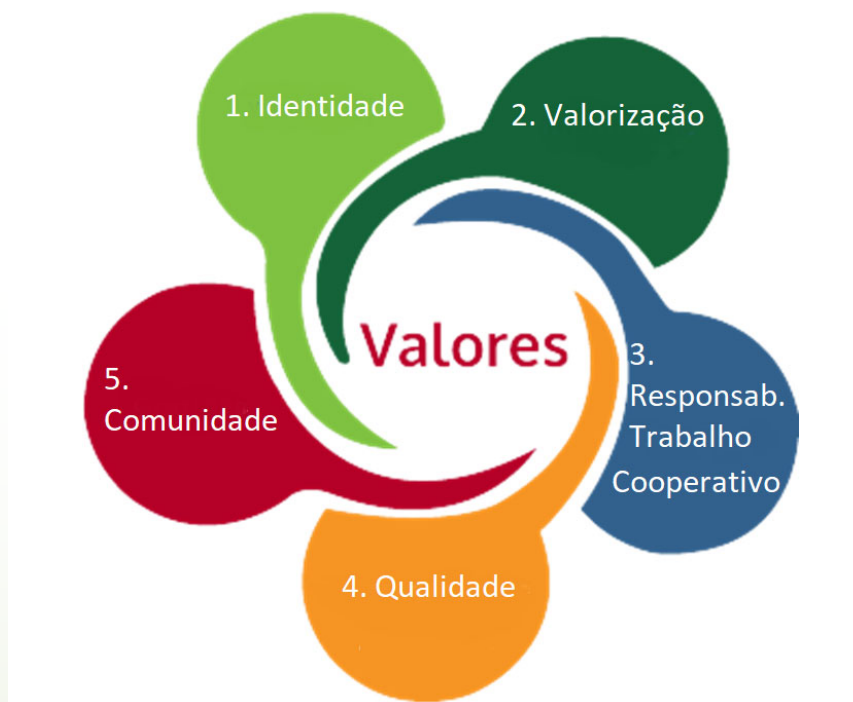 1. Identidade
2. Valorização
Valores
3.
Responsab.
Trabalho
Cooperativo
4. Qualidade
5.
Comunidade